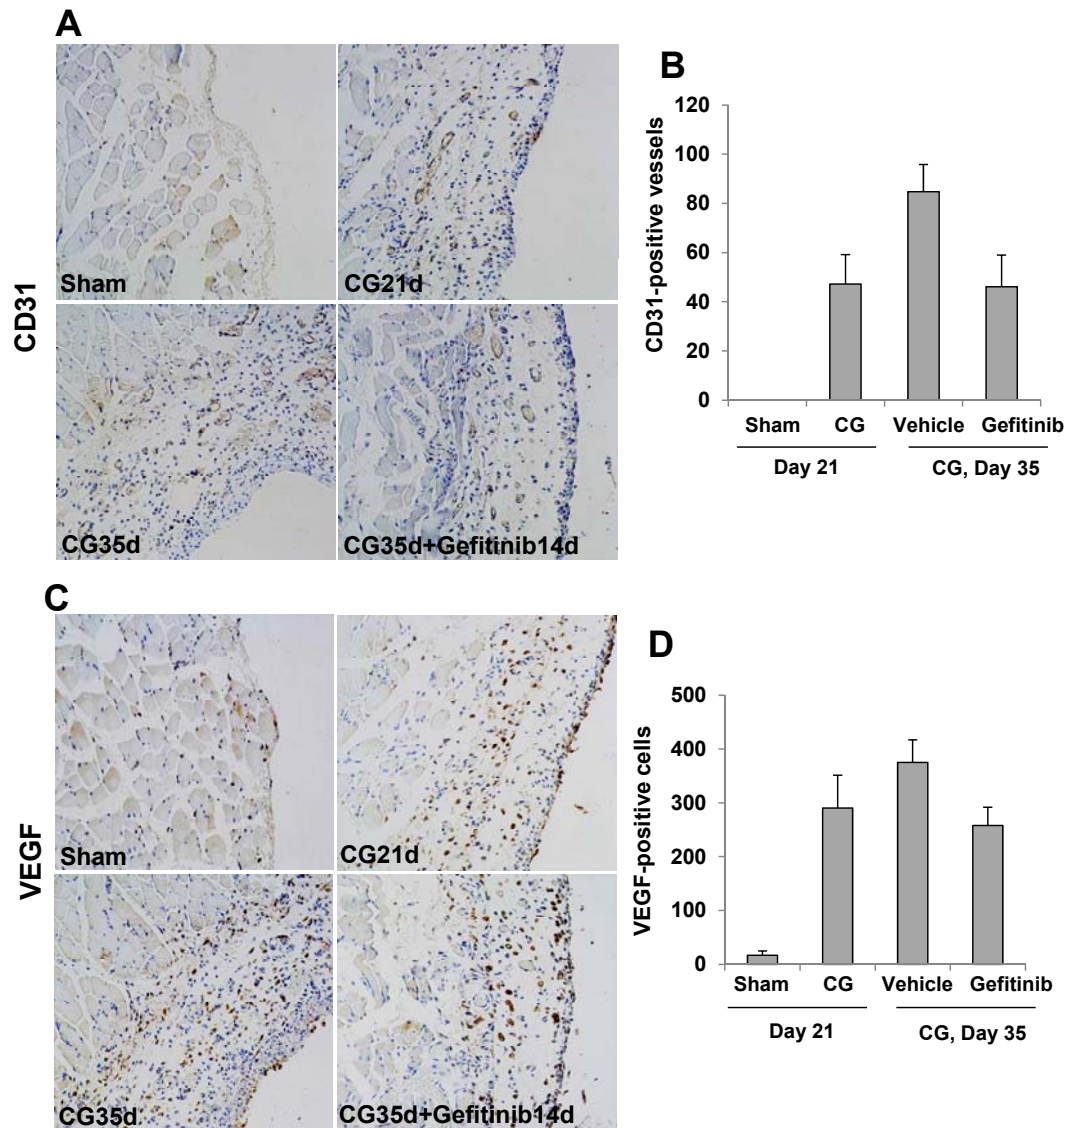 A
CD31
Sham
CG21d
CG35d
CG35d+Gefitinib14d
B
CD31-positive vessels
120
100
80
60
40
20
0
Sham CG Vehicle Gefitinib
Day 21 CG, Day 35
C
VEGF
Sham
CG21d
CG35d
CG35d+Gefitinib14d
D
VEGF-positive cells
500
400
300
200
100
0
Sham CG Vehicle Gefitinib
Day 21 CG, Day 35